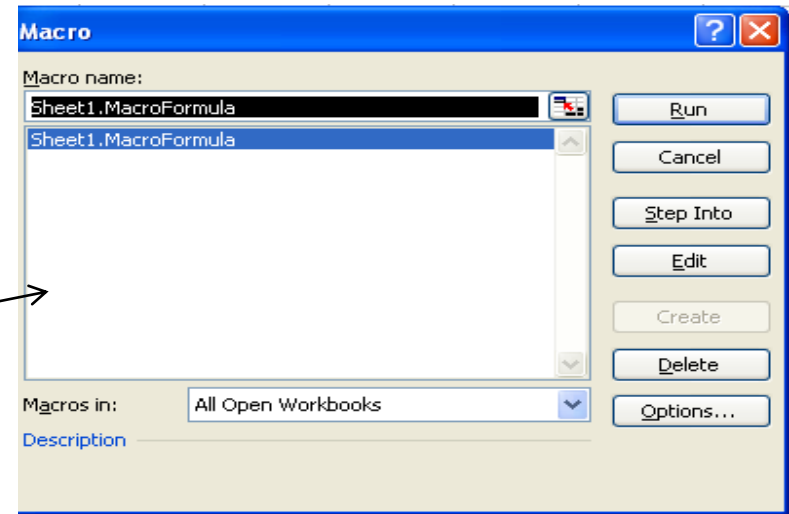 Macro
Macro name:
Sheet1.MacroFormula
Sheet1.MacroFormula
Run
Cancel
Step Into
Edit
Create
Delete
Macros in: All Open Workbooks
Options...
Description